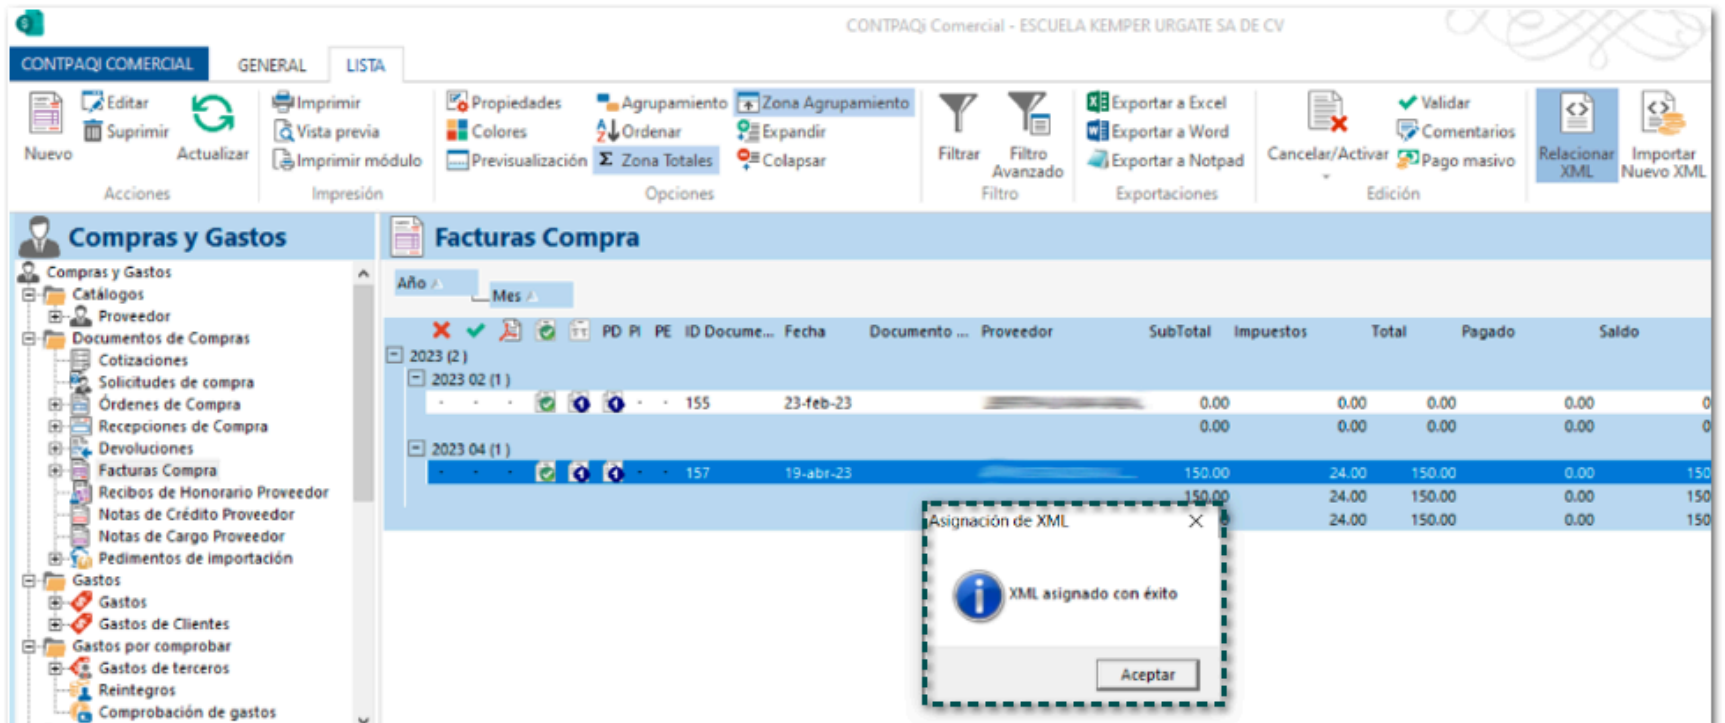 CONTPAQi Comercial - ESCUELA KEMPER URGATE SA DE CV
CONTPAQI COMERCIAL GENERAL LISTA
Nuevo
Editar
Suprimir
Actualizar
Acciones
Imprimir
Vista previa
Imprimir módulo
Impresión
Propiedades
Colores
Previsualización
Agrupamiento
Ordenar
Zona Totales
Zona Agrupamiento
Expandir
Colapsar
Opciones
Filtrar
Filtro
Avanzado
Filtro
Exportar a Excel
Exportar a Word
Exportar a Notpad
Exportaciones
Cancelar/Activar
Validar
Comentarios
Pago masivo
Edición
Relacionar
XML
Importar
Nuevo XML
Compras y Gastos
Compras y Gastos
Catálogos
Proveedor
Documentos de Compras
Cotizaciones
Solicitudes de compra
Órdenes de Compra
Recepciones de Compra
Devoluciones
Facturas Compra
Recibos de Honorario Proveedor
Notas de Crédito Proveedor
Notas de Cargo Proveedor
Pedimentos de importación
Gastos
Gastos
Gastos de Clientes
Gastos por comprobar
Gastos de terceros
Reintegros
Comprobación de gastos
Facturas Compra
Año
Mes
PD PI PE ID Docume... Fecha Documento ... Proveedor SubTotal Impuestos Total Pagado Saldo
2023 (2 )
2023 02 (1 )
155 23-feb-23 0.00 0.00 0.00 0.00 0
0.00 0.00 0.00 0.00 0
2023 04 (1 )
157 19-abr-23 150.00 24.00 150.00 0.00 150
150.00 24.00 150.00 0.00 150
24.00 150.00 0.00 150
Asignación de XML
XML asignado con éxito
Aceptar